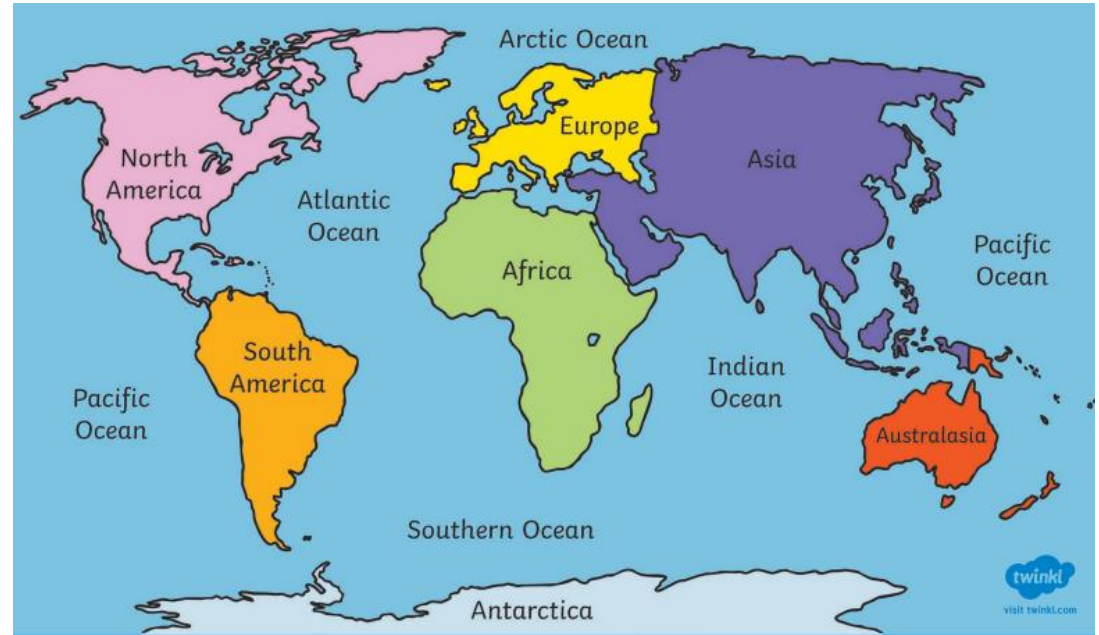 Arctic Ocean
North
America
Europe
Asia
Atlantic
Ocean
Pacific
Ocean
Africa
South
America
Indian
Ocean
Pacific
Ocean
Australasia
Southern Ocean
Antarctica
twinkl
visit twinkl.com